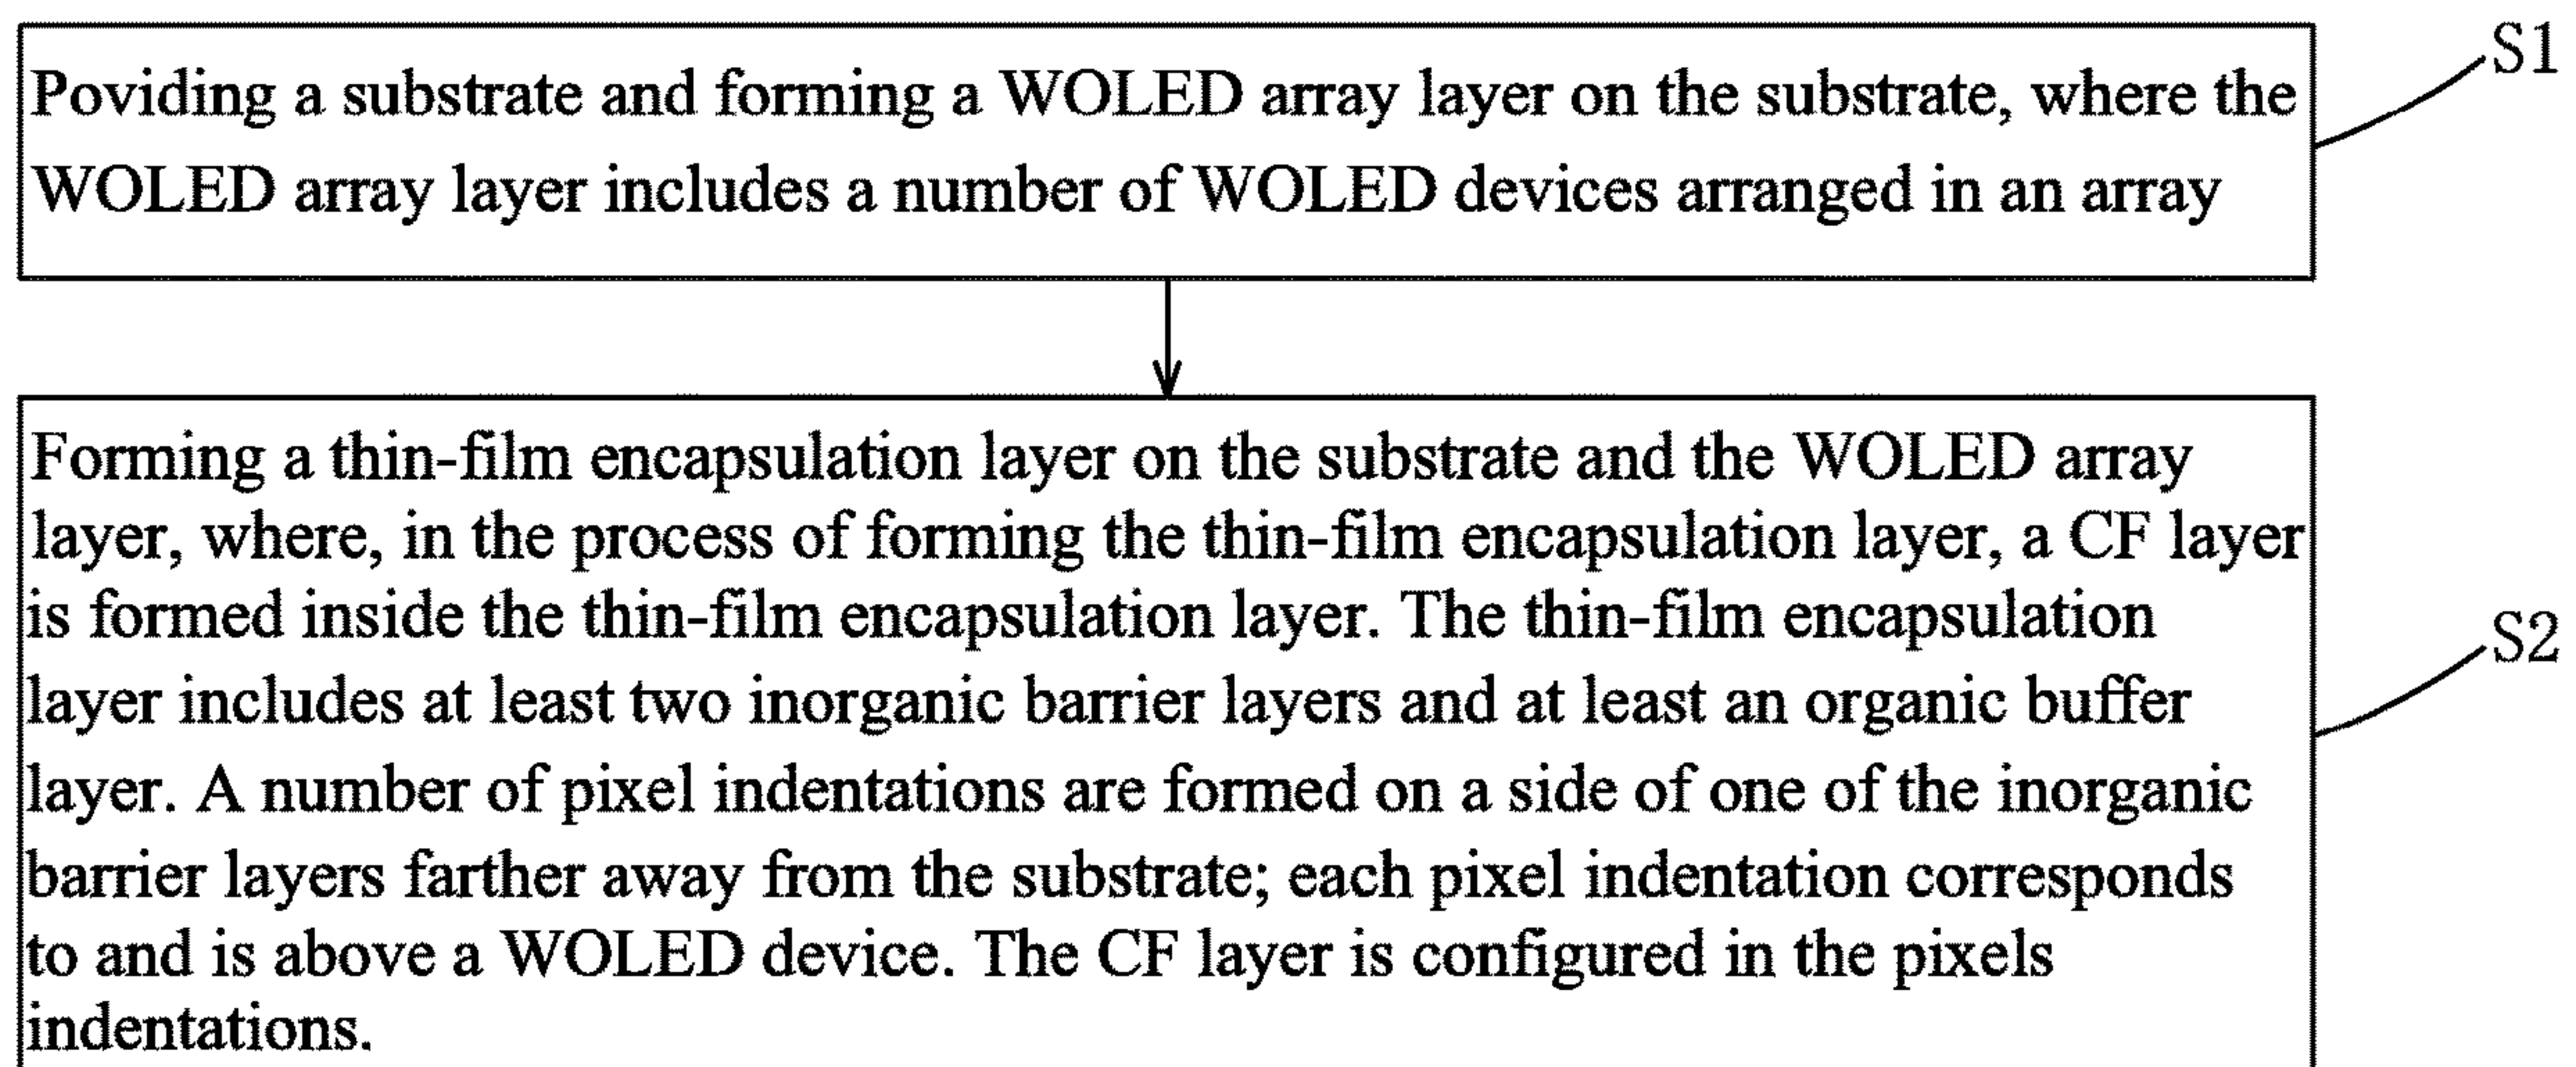 Poviding a substrate and forming a WOLED array layer on the substrate, where the
WOLED array layer includes a number of WOLED devices arranged in an array
S1
Forming a thin-film encapsulation layer on the substrate and the WOLED array
layer, where, in the process of forming the thin-film encapsulation layer, a CF layer
is formed inside the thin-film encapsulation layer. The thin-film encapsulation
layer includes at least two inorganic barrier layers and at least an organic buffer
layer. A number of pixel indentations are formed on a side of one of the inorganic
barrier layers farther away from the substrate; each pixel indentation corresponds
to and is above a WOLED device. The CF layer is configured in the pixels
indentations.
S2